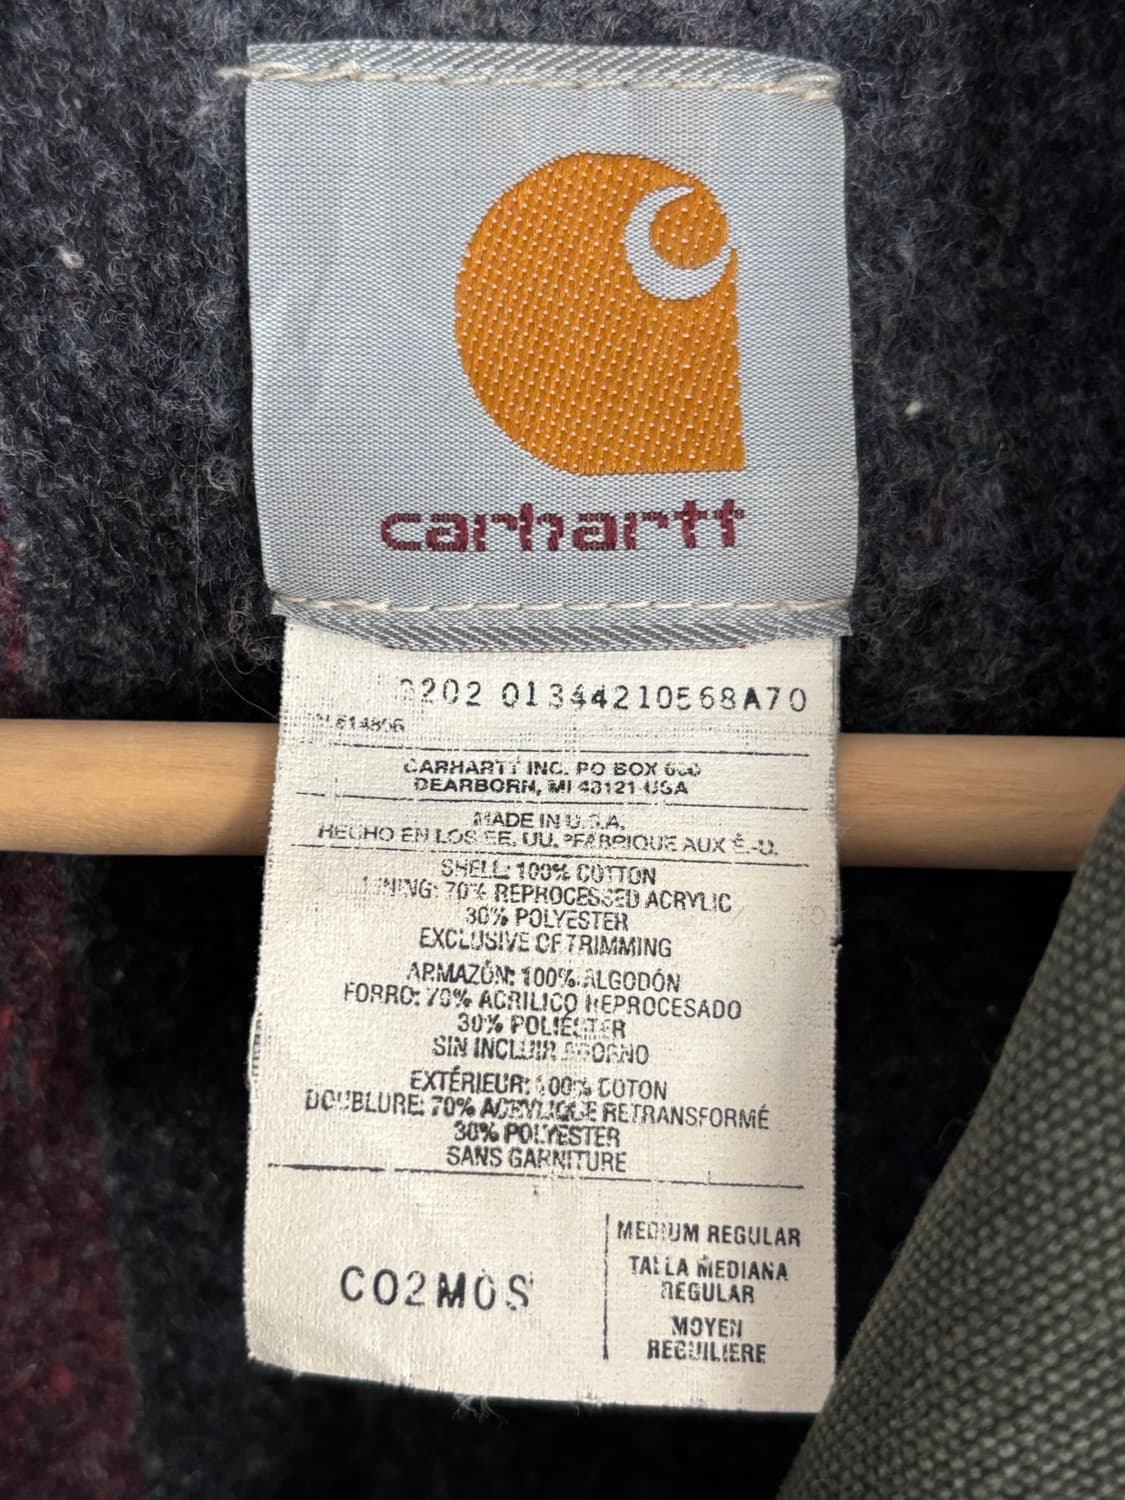 carhartt
202 01344210568A70
CARHARTT INC. PO BOX
DEARBORN, MI 48121 USA
MADE IN U.S.A.
HECHO EN LOS EE. UU. FABRIQUE AUX É.-U.
SHELL: 100% COTTON
LINING: 70% REPROCESSED ACRYLIC
30% POLYESTER
EXCLUSIVE OF TRIMMING
ARMAZÓN: 100% ALGODÓN
FORRO: 70% ACRILICO REPROCESADO
30% POLIÉSTER
SIN INCLUIR ADORNO
EXTÉRIEUR: 100% COTON
DOUBLURE: 70% ACRYLIQUE RETRANSFORMÉ
30% POLYESTER
SANS GARNITURE
C02MOS
MEDIUM REGULAR
TALLA MEDIANA
REGULAR
MOYEN
REGULIERE